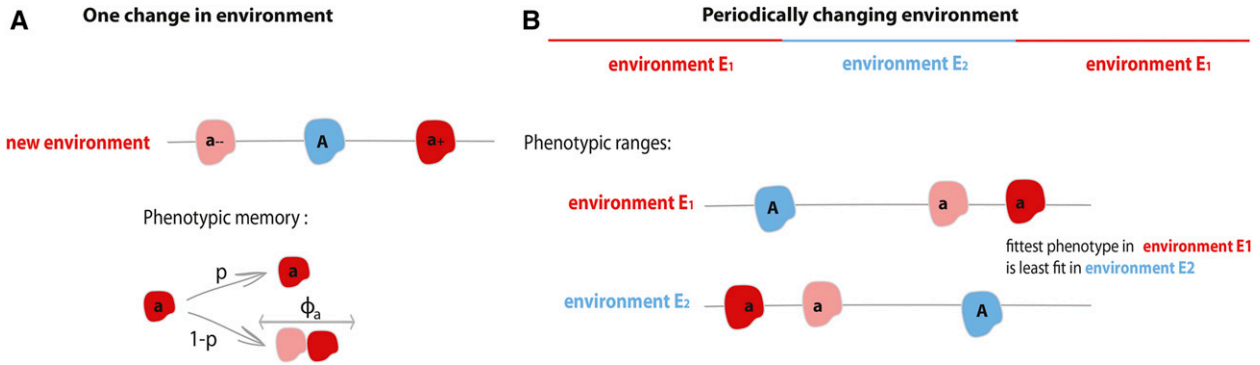 A One change in environment
new environment a-- A a+
Phenotypic memory :
a p a
1-p ϕa
B Periodically changing environment
environment E1 environment E2 environment E1
Phenotypic ranges:
environment E1 A a a
fittest phenotype in environment E1
is least fit in environment E2
environment E2 a a A